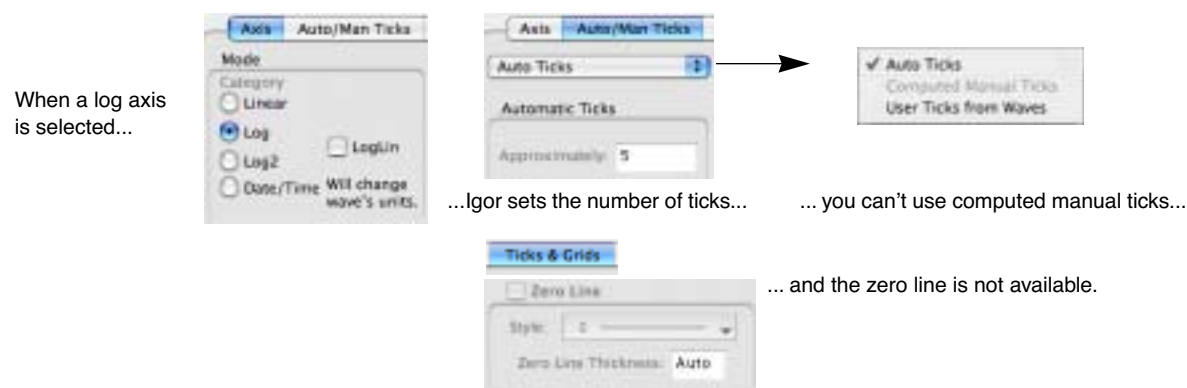 When a log axis
is selected...
Axis Auto/Man Ticks
Mode
Category
Linear
Log
Log2
Date/Time
LogLin
Will change
wave's units.
Axis Auto/Man Ticks
Auto Ticks
Automatic Ticks
Approximately: 5
...Igor sets the number of ticks...
✓ Auto Ticks
Computed Manual Ticks
User Ticks from Waves
... you can’t use computed manual ticks...
Ticks & Grids
Zero Line
Style:
Zero Line Thickness: Auto
... and the zero line is not available.